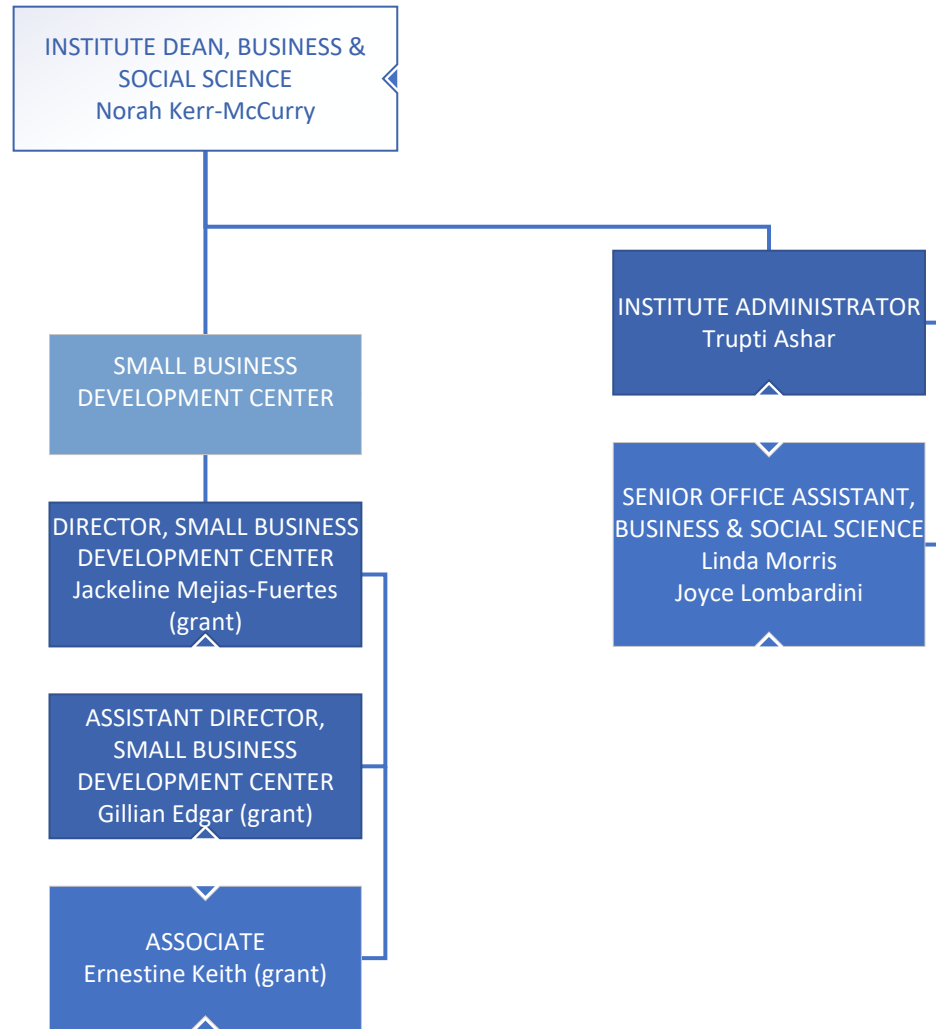 INSTITUTE DEAN, BUSINESS &
SOCIAL SCIENCE
Norah Kerr-McCurry
INSTITUTE ADMINISTRATOR
Trupti Ashar
SMALL BUSINESS
DEVELOPMENT CENTER
SENIOR OFFICE ASSISTANT,
BUSINESS & SOCIAL SCIENCE
Linda Morris
Joyce Lombardini
DIRECTOR, SMALL BUSINESS
DEVELOPMENT CENTER
Jackeline Mejias-Fuertes
(grant)
ASSISTANT DIRECTOR,
SMALL BUSINESS
DEVELOPMENT CENTER
Gillian Edgar (grant)
ASSOCIATE
Ernestine Keith (grant)